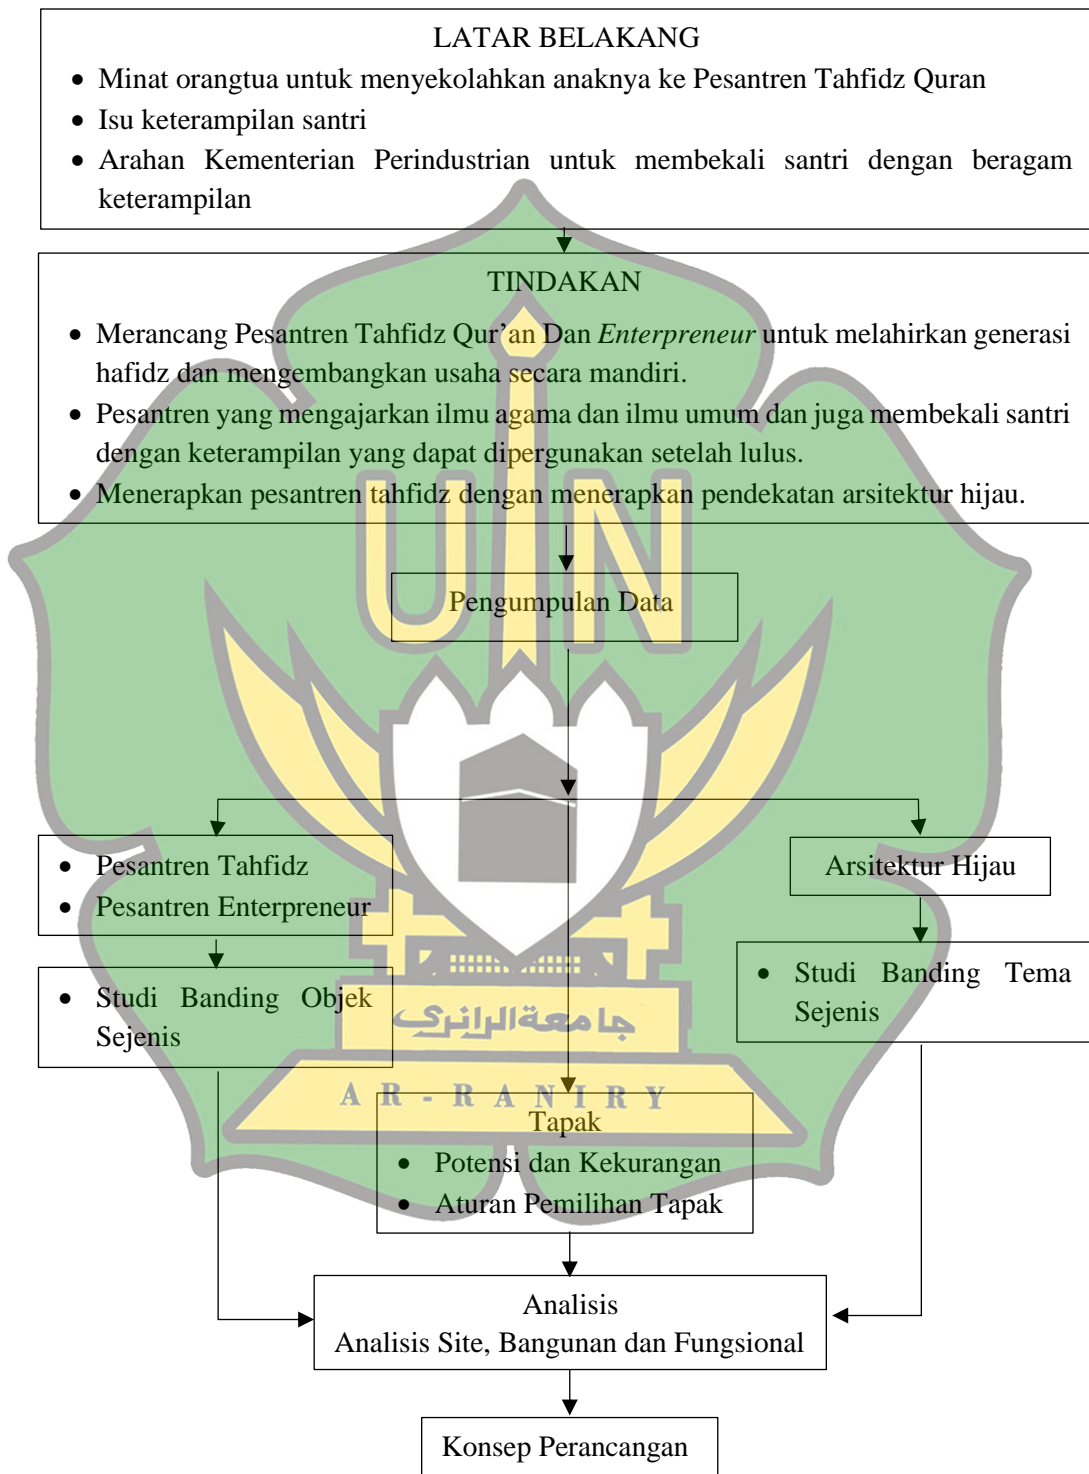 LATAR BELAKANG
• Minat orangtua untuk menyekolahkan anaknya ke Pesantren Tahfidz Quran
• Isu keterampilan santri
• Arahan Kementerian Perindustrian untuk membekali santri dengan beragam
keterampilan
TINDAKAN
• Merancang Pesantren Tahfidz Qur’an Dan Enterpreneur untuk melahirkan generasi
hafidz dan mengembangkan usaha secara mandiri.
• Pesantren yang mengajarkan ilmu agama dan ilmu umum dan juga membekali santri
dengan keterampilan yang dapat dipergunakan setelah lulus.
• Menerapkan pesantren tahfidz dengan menerapkan pendekatan arsitektur hijau.
UIN
Pengumpulan Data
• Pesantren Tahfidz
• Pesantren Enterpreneur
Arsitektur Hijau
• Studi Banding Objek
Sejenis
• Studi Banding Tema
Sejenis
جامعة الرانري
AR-RANIRY
Tapak
• Potensi dan Kekurangan
• Aturan Pemilihan Tapak
Analisis
Analisis Site, Bangunan dan Fungsional
Konsep Perancangan